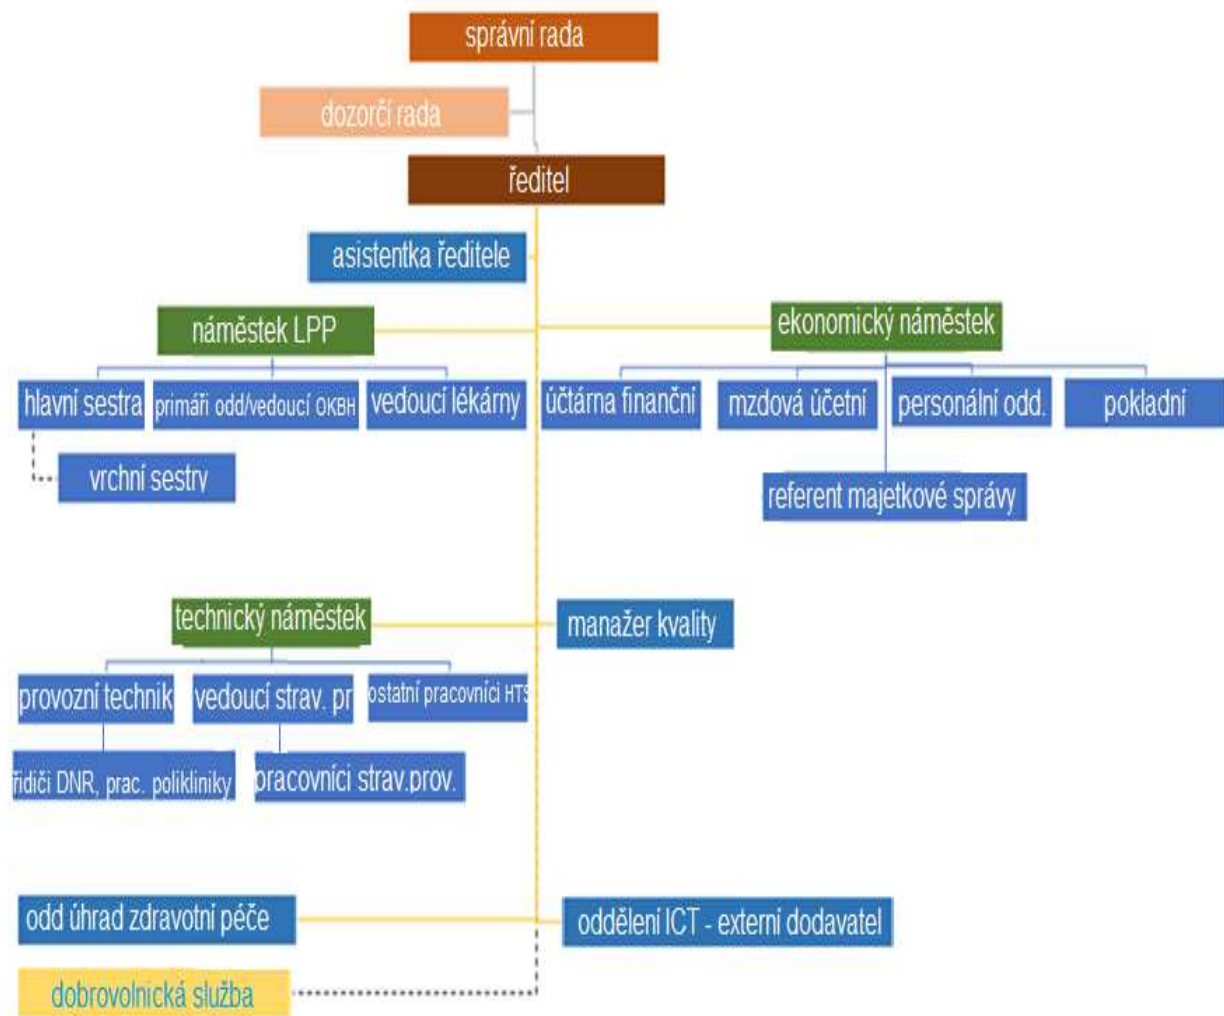 správní rada
dozorčí rada
ředitel
asistentka ředitele
náměstek LPP
ekonomický náměstek
hlavní sestra
primáři odd/vedoucí OKBH
vedoucí lékárny
účtárna finanční
mzdová účetní
personální odd.
pokladní
vrchní sestry
referent majetkové správy
technický náměstek
manažer kvality
provozní technik
vedoucí strav. pr
ostatní pracovníci HTS
řidiči DNR, prac. polikliniky
pracovníci strav.prov.
odd úhrad zdravotní péče
oddělení ICT - externí dodavatel
dobrovolnická služba